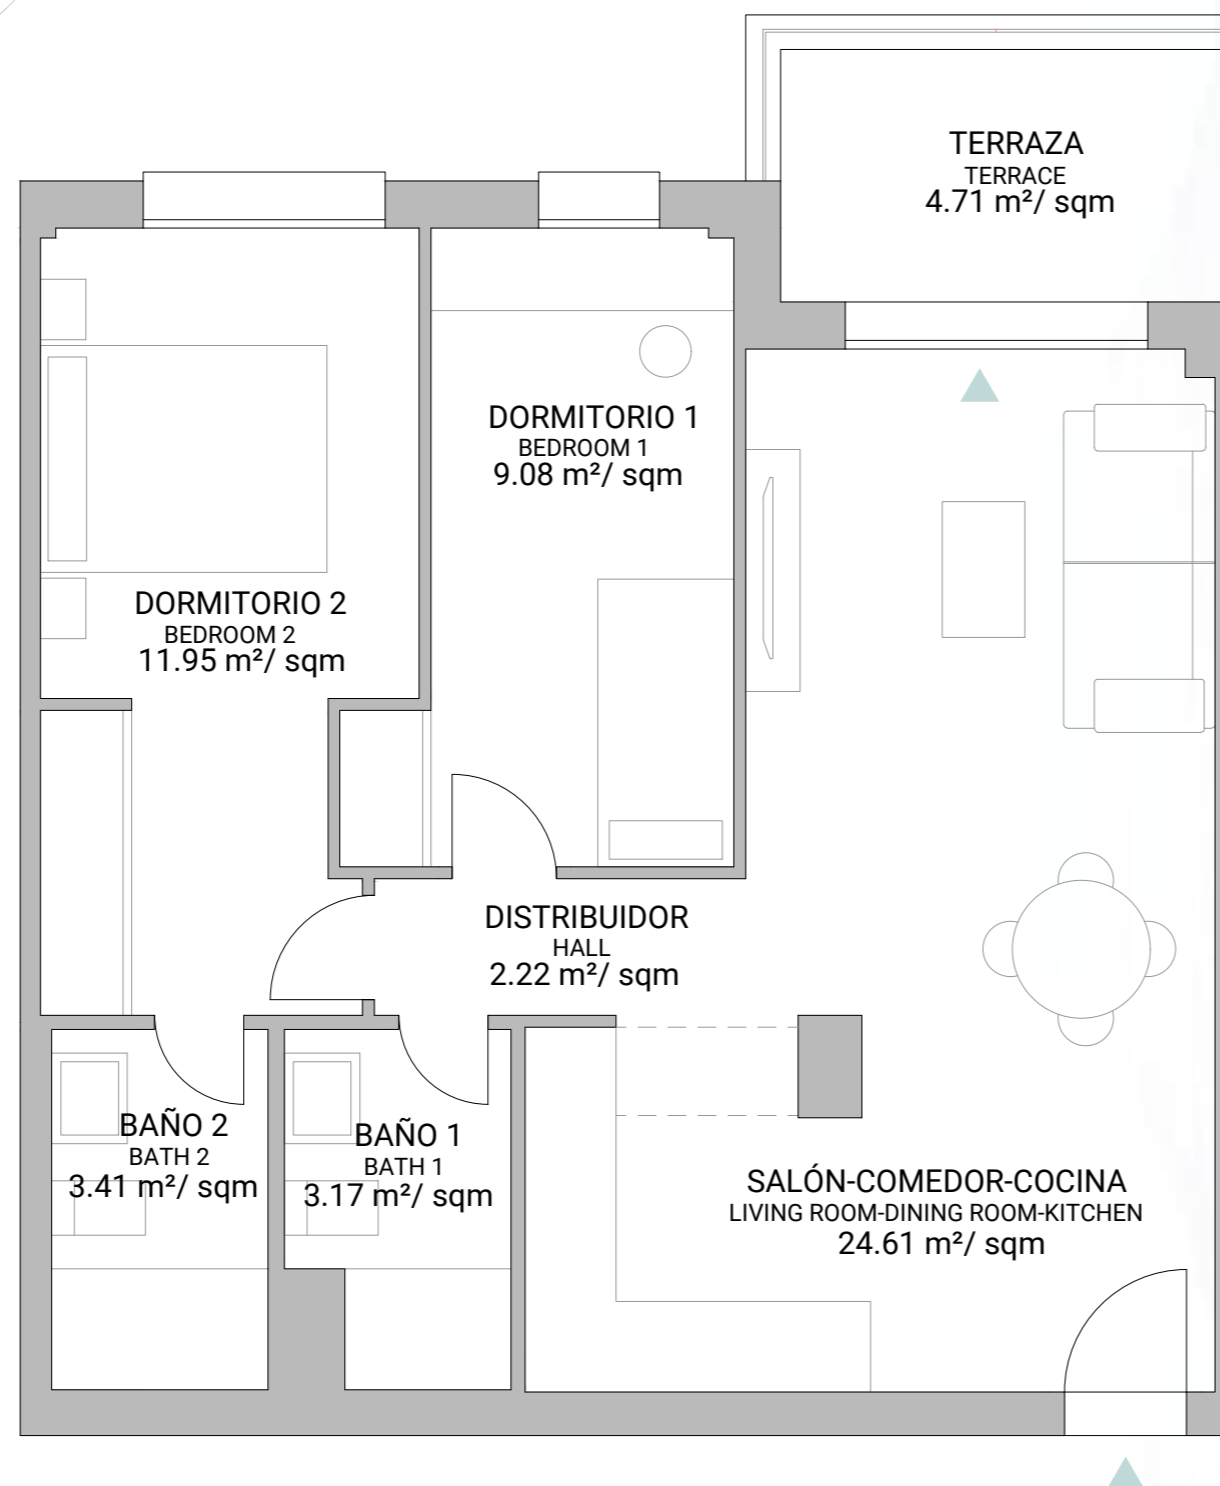 TERRAZA
TERRACE
4.71 m²/ sqm
DORMITORIO 1
BEDROOM 1
9.08 m²/ sqm
DORMITORIO 2
BEDROOM 2
11.95 m²/ sqm
DISTRIBUIDOR
HALL
2.22 m²/ sqm
BAÑO 2
BATH 2
3.41 m²/ sqm
BAÑO 1
BATH 1
3.17 m²/ sqm
SALÓN-COMEDOR-COCINA
LIVING ROOM-DINING ROOM-KITCHEN
24.61 m²/ sqm